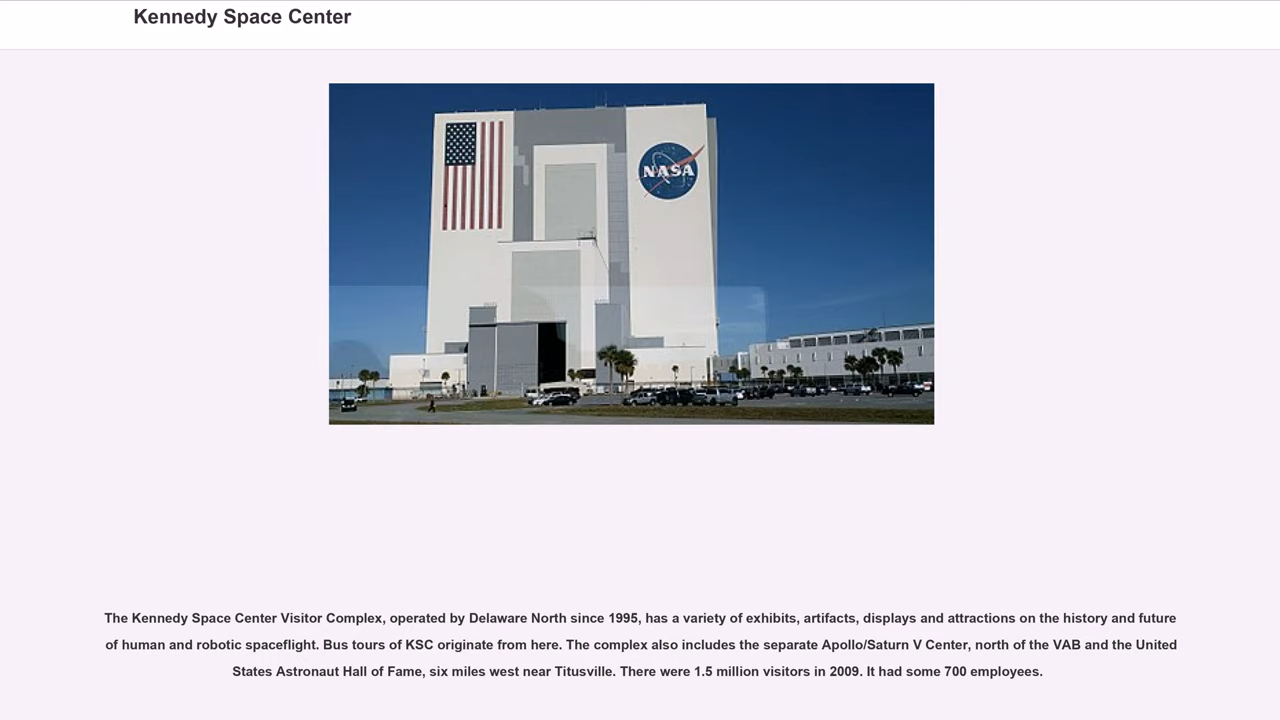 Kennedy Space Center
NASA
The Kennedy Space Center Visitor Complex, operated by Delaware North since 1995, has a variety of exhibits, artifacts, displays and attractions on the history and future
of human and robotic spaceflight. Bus tours of KSC originate from here. The complex also includes the separate Apollo/Saturn V Center, north of the VAB and the United
States Astronaut Hall of Fame, six miles west near Titusville. There were 1.5 million visitors in 2009. It had some 700 employees.